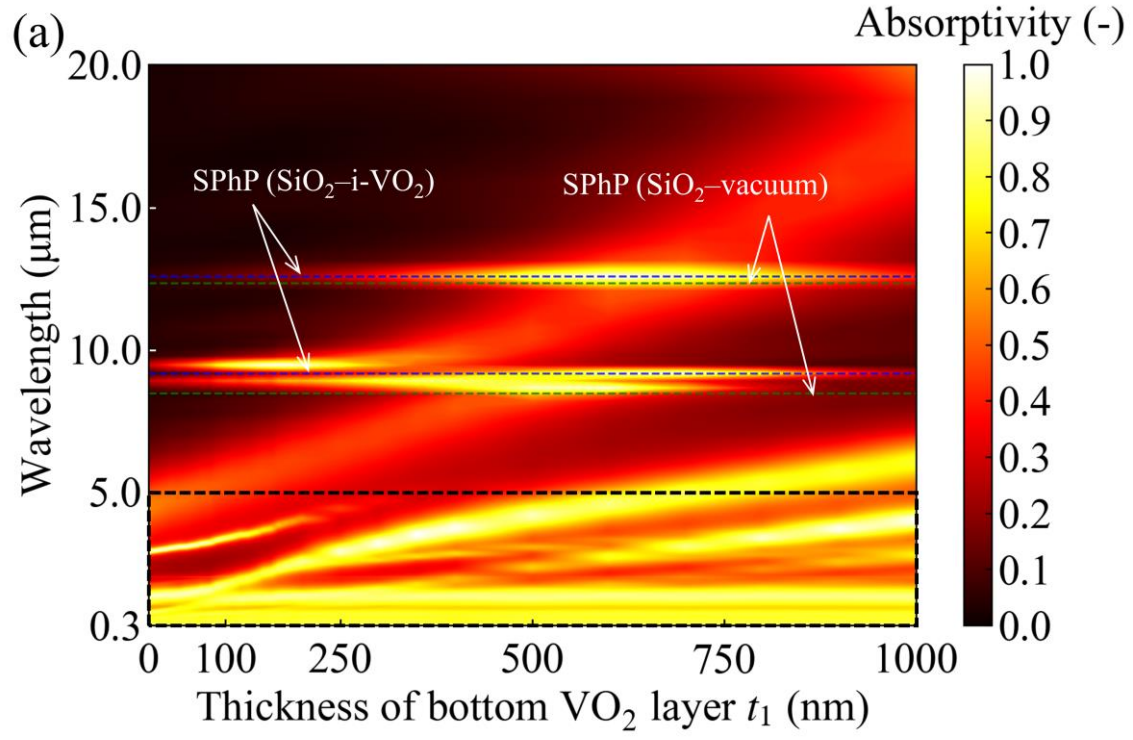 (a)
Absorptivity (-)
20.0
15.0
10.0
5.0
0.3
Wavelength (μm)
SPhP (SiO₂–i-VO₂)
SPhP (SiO₂–vacuum)
0 100 250 500 750 1000
Thickness of bottom VO₂ layer t₁ (nm)
1.0
0.9
0.8
0.7
0.6
0.5
0.4
0.3
0.2
0.1
0.0